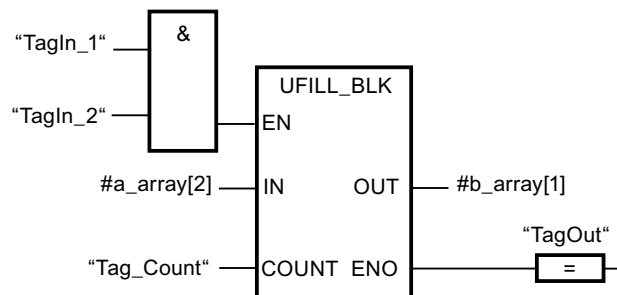 "TagIn_1"
&
"TagIn_2"
UFILL_BLK
EN
#a_array[2] IN OUT #b_array[1]
"TagOut"
"Tag_Count" COUNT ENO =